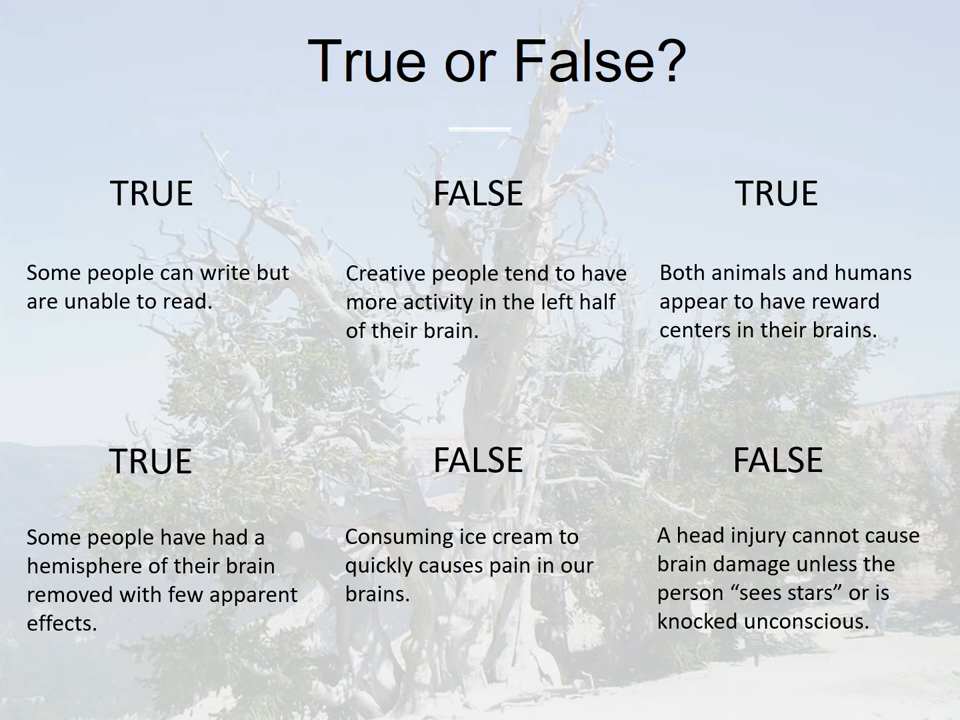 True or False?
TRUE
FALSE
TRUE
Some people can write but
are unable to read.
Creative people tend to have
more activity in the left half
of their brain.
Both animals and humans
appear to have reward
centers in their brains.
TRUE
FALSE
FALSE
Some people have had a
hemisphere of their brain
removed with few apparent
effects.
Consuming ice cream to
quickly causes pain in our
brains.
A head injury cannot cause
brain damage unless the
person “sees stars” or is
knocked unconscious.